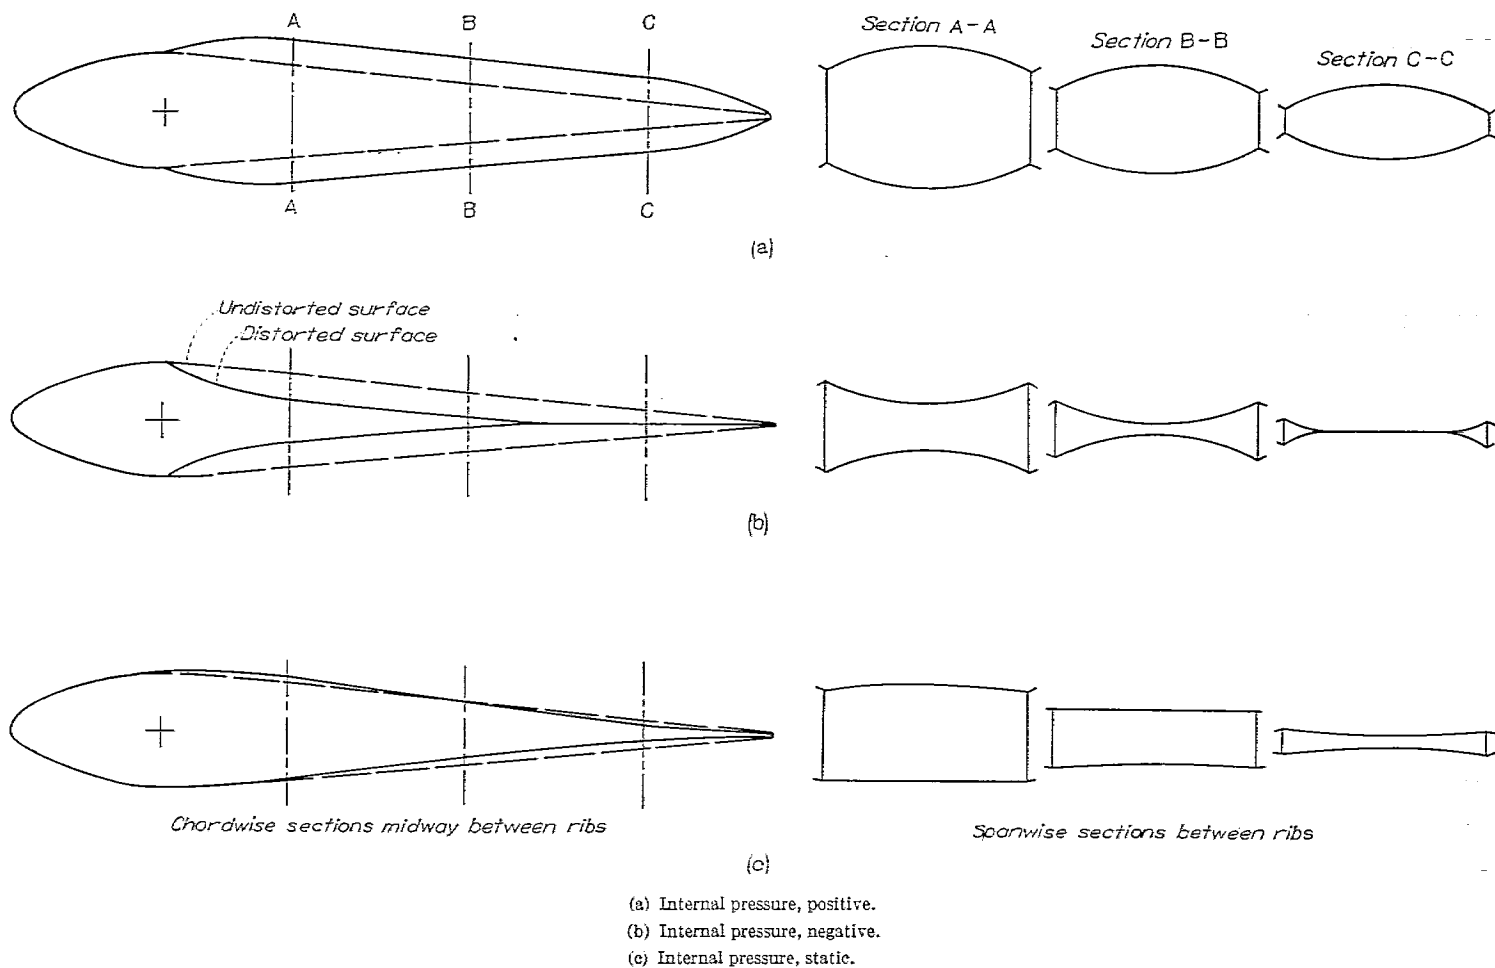 A B C
Section A-A
Section B-B
Section C-C
A B C
(a)
Undistorted surface
Distorted surface
(b)
Chordwise sections midway between ribs
Spanwise sections between ribs
(c)
(a) Internal pressure, positive.
(b) Internal pressure, negative.
(c) Internal pressure, static.